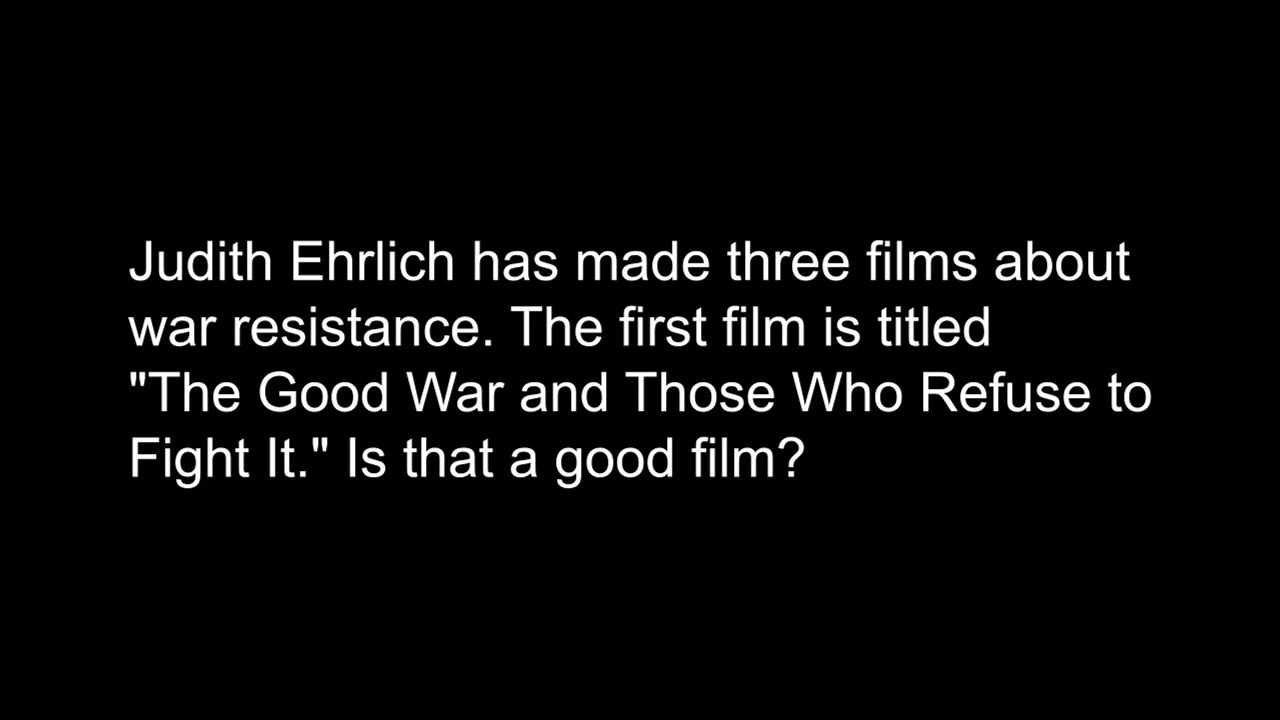 Judith Ehrlich has made three films about
war resistance. The first film is titled
"The Good War and Those Who Refuse to
Fight It." Is that a good film?